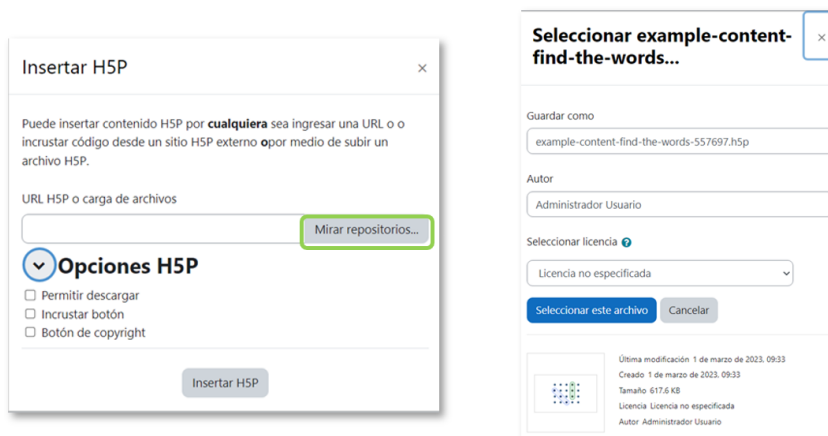 Insertar H5P
×
Puede insertar contenido H5P por cualquiera sea ingresar una URL o o
incrustar código desde un sitio H5P externo opor medio de subir un
archivo H5P.
URL H5P o carga de archivos
Mirar repositorios...
Opciones H5P
Permitir descargar
Incrustar botón
Botón de copyright
Insertar H5P
Seleccionar example-content-
find-the-words...
×
Guardar como
example-content-find-the-words-557697.h5p
Autor
Administrador Usuario
Seleccionar licencia ?
Licencia no especificada
Seleccionar este archivo Cancelar
Última modificación 1 de marzo de 2023, 09:33
Creado 1 de marzo de 2023, 09:33
Tamaño 617.6 KB
Licencia Licencia no especificada
Autor Administrador Usuario